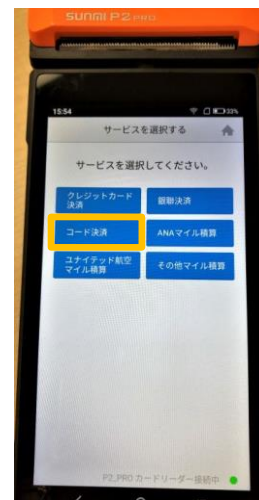 SUNMI P2 PRO
15:54
33%
サービスを選択する
サービスを選択してください。
クレジットカード
決済
銀聯決済
コード決済
ANAマイル積算
ユナイテッド航空
マイル積算
その他マイル積算
P2_PRO カードリーダー接続中